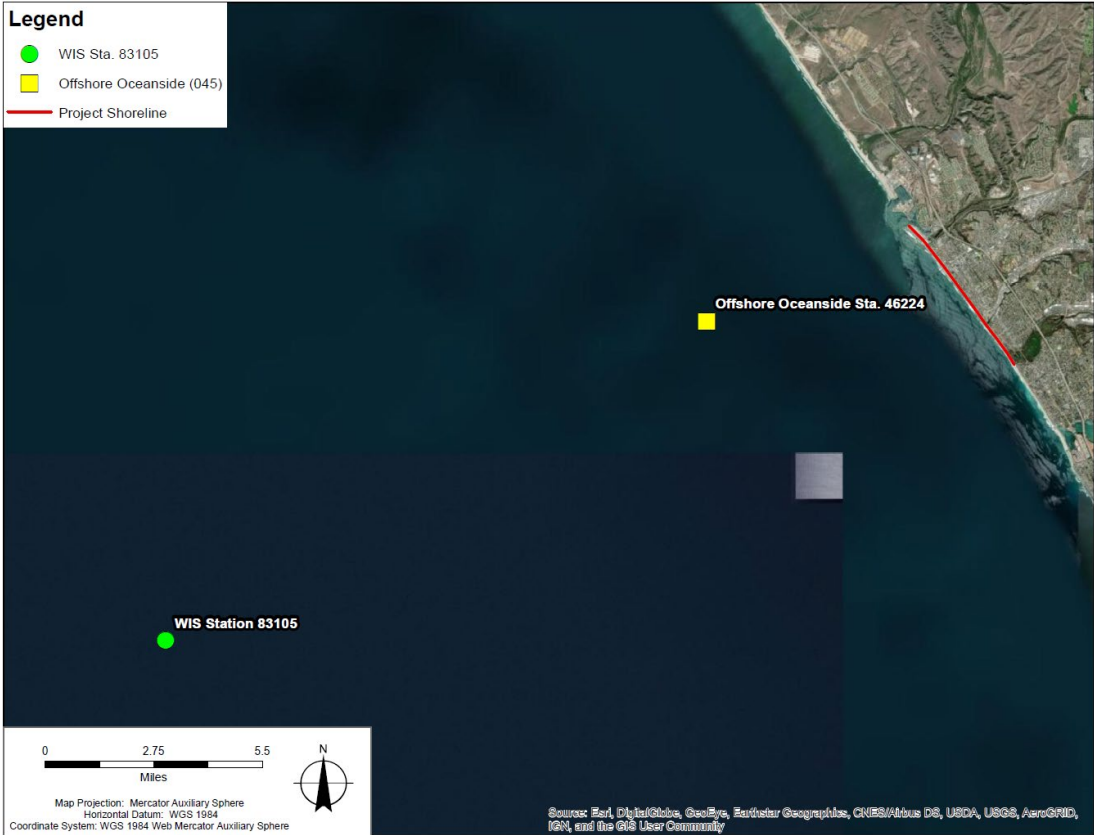 Legend
WIS Sta. 83105
Offshore Oceanside (045)
Project Shoreline
Offshore Oceanside Sta. 46224
WIS Station 83105
0 2.75 5.5
Miles
N
Map Projection: Mercator Auxiliary Sphere
Horizontal Datum: WGS 1984
Coordinate System: WGS 1984 Web Mercator Auxiliary Sphere
Source: Esri, DigitalGlobe, GeoEye, Earthstar Geographics, CNES/Airbus DS, USDA, USGS, AeroGRID,
IGN, and the GIS User Community